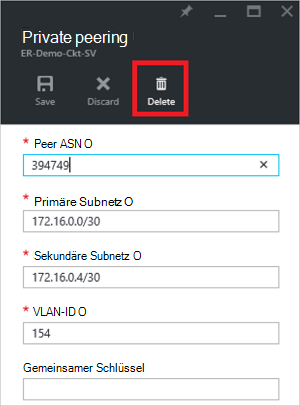 Private peering
ER-Demo-Ckt-SV
Save Discard Delete
* Peer ASN O
394749
* Primäre Subnetz O
172.16.0.0/30
* Sekundäre Subnetz O
172.16.0.4/30
* VLAN-ID O
154
Gemeinsamer Schlüssel